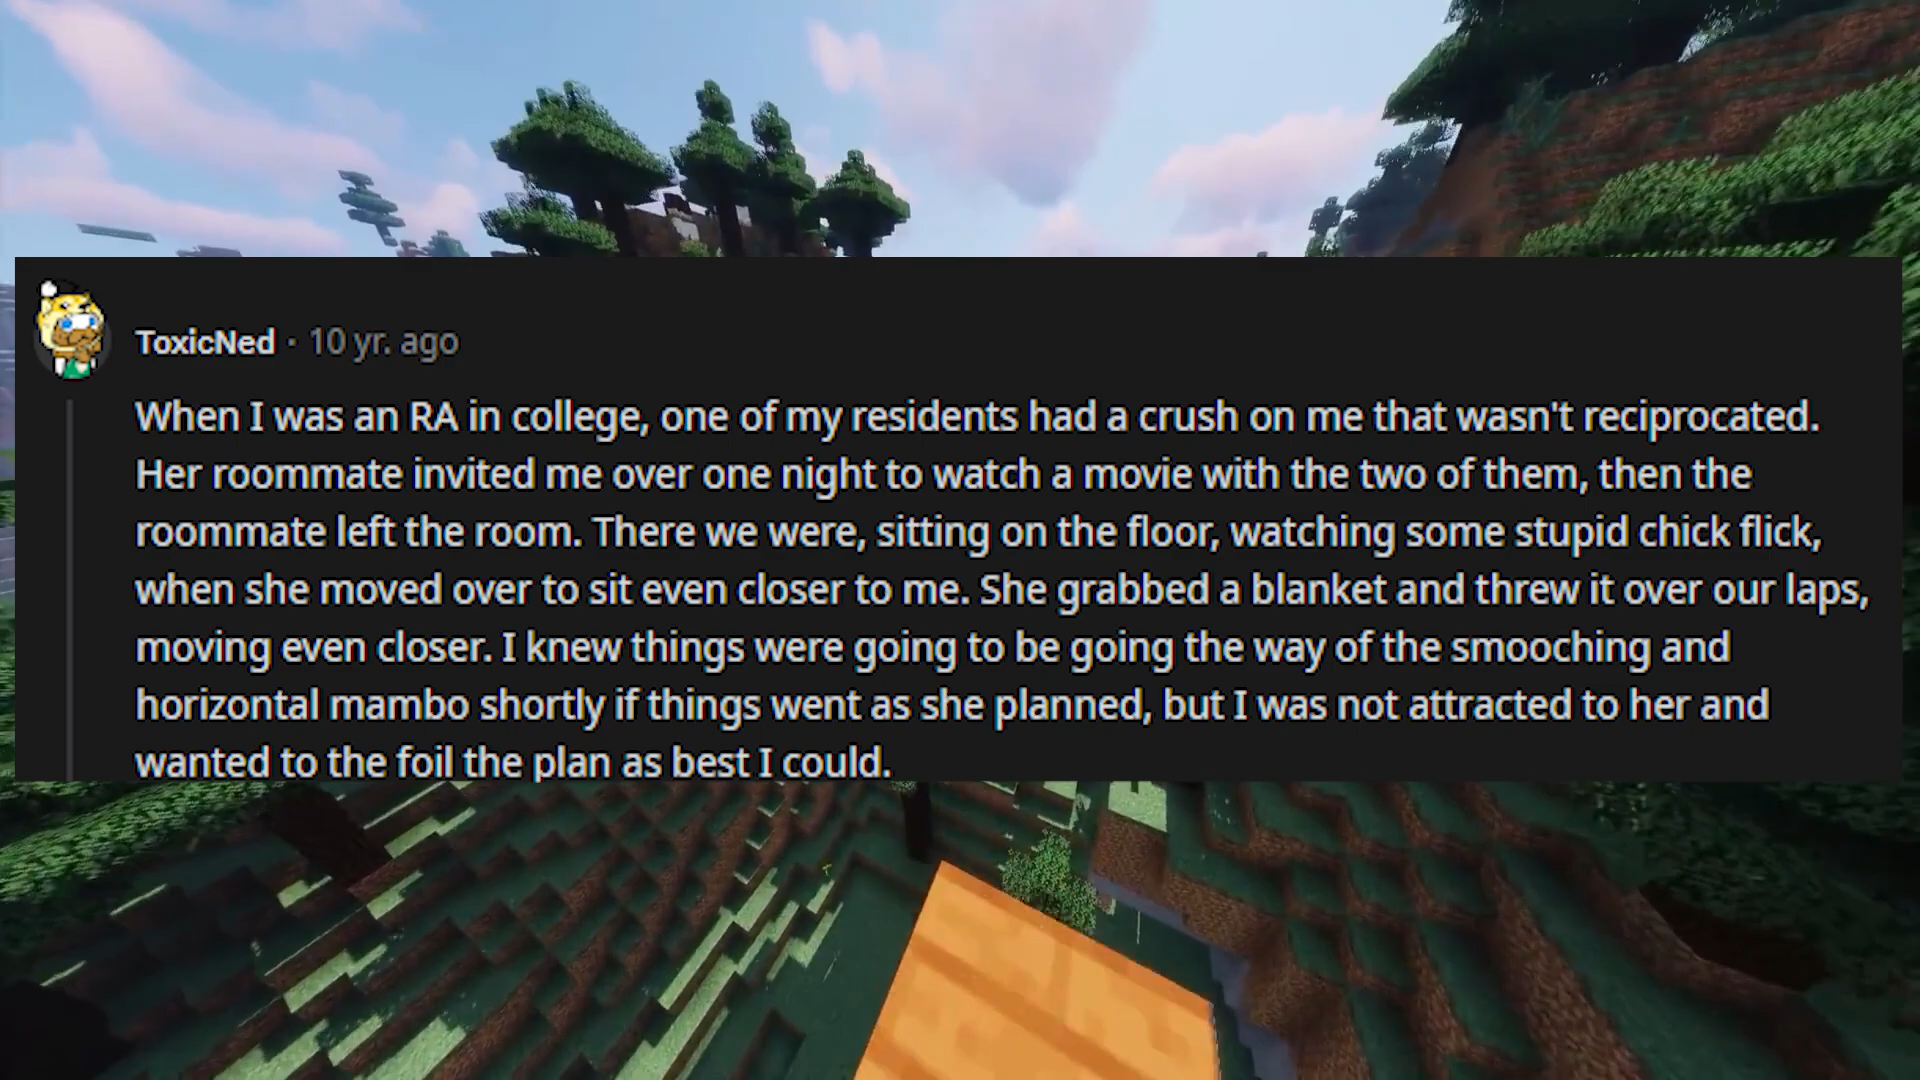 ToxicNed · 10 yr. ago
When I was an RA in college, one of my residents had a crush on me that wasn't reciprocated.
Her roommate invited me over one night to watch a movie with the two of them, then the
roommate left the room. There we were, sitting on the floor, watching some stupid chick flick,
when she moved over to sit even closer to me. She grabbed a blanket and threw it over our laps,
moving even closer. I knew things were going to be going the way of the smooching and
horizontal mambo shortly if things went as she planned, but I was not attracted to her and
wanted to the foil the plan as best I could.